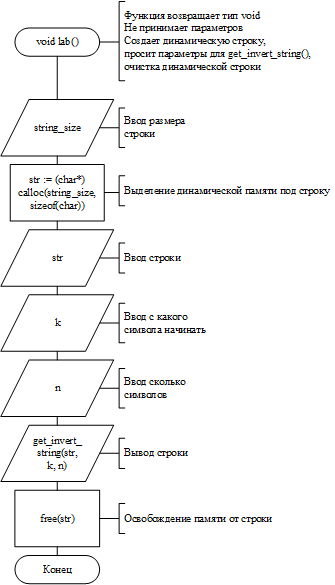 void lab()
Функция возвращает тип void
Не принимает параметров
Создает динамическую строку,
просит параметры для get_invert_string(),
очистка динамической строки
string_size
Ввод размера
строки
str := (char*)
calloc(string_size,
sizeof(char))
Выделение динамической памяти под строку
str
Ввод строки
k
Ввод с какого
символа начинать
n
Ввод сколько
символов
get_invert_
string(str,
k, n)
Вывод строки
free(str)
Освобождение памяти от строки
Конец